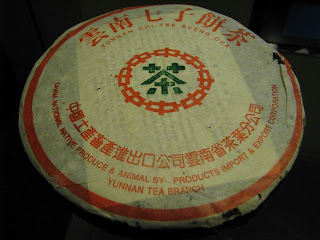 雲南七子餅茶
YUNNAN CHI TSE BEENG CHA
茶
中國土產畜產進出口公司雲南省茶葉分公司
CHINA NATIONAL NATIVE PRODUCE & ANIMAL BY-PRODUCTS IMPORT & EXPORT CORPORATION
YUNNAN TEA BRANCH